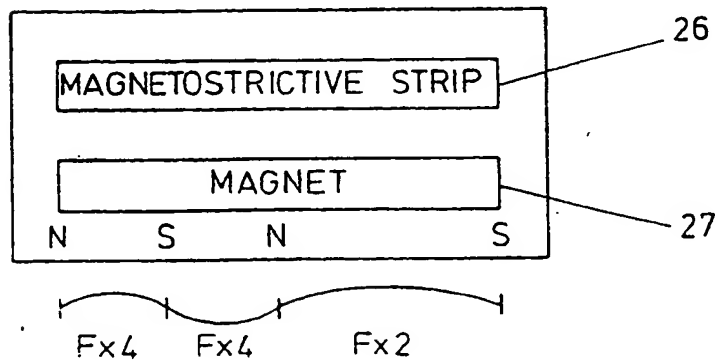 26
MAGNETOSTRICTIVE STRIP
MAGNET
27
N S N S
Fx4 Fx4 Fx2